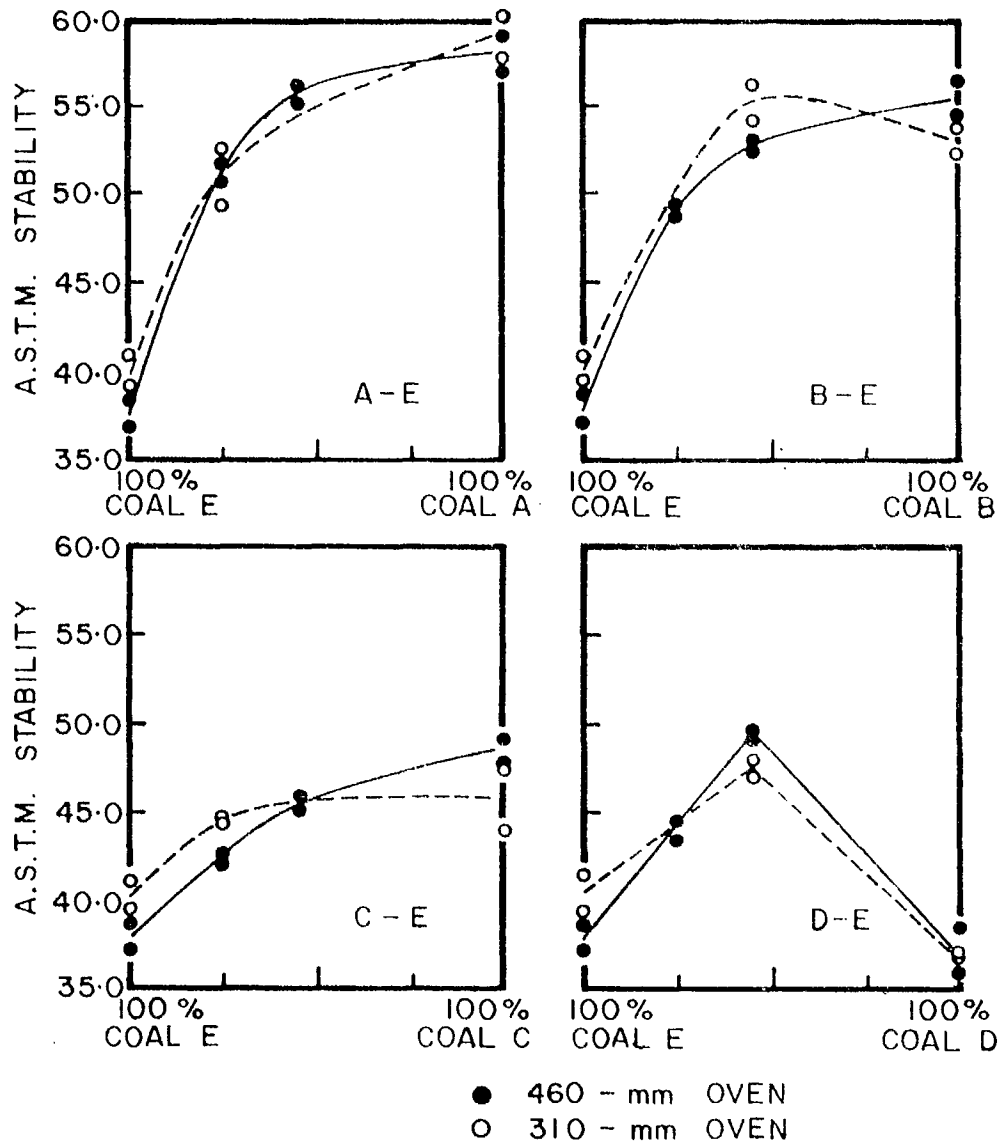 A.S.T.M. STABILITY
60·0
55·0
50·0
45·0
40·0
35·0
A-E
100%
COAL E
100%
COAL A
B-E
100%
COAL E
100%
COAL B
A.S.T.M. STABILITY
60·0
55·0
50·0
45·0
40·0
35·0
C-E
100%
COAL E
100%
COAL C
D-E
100%
COAL E
100%
COAL D
● 460-mm OVEN
○ 310-mm OVEN